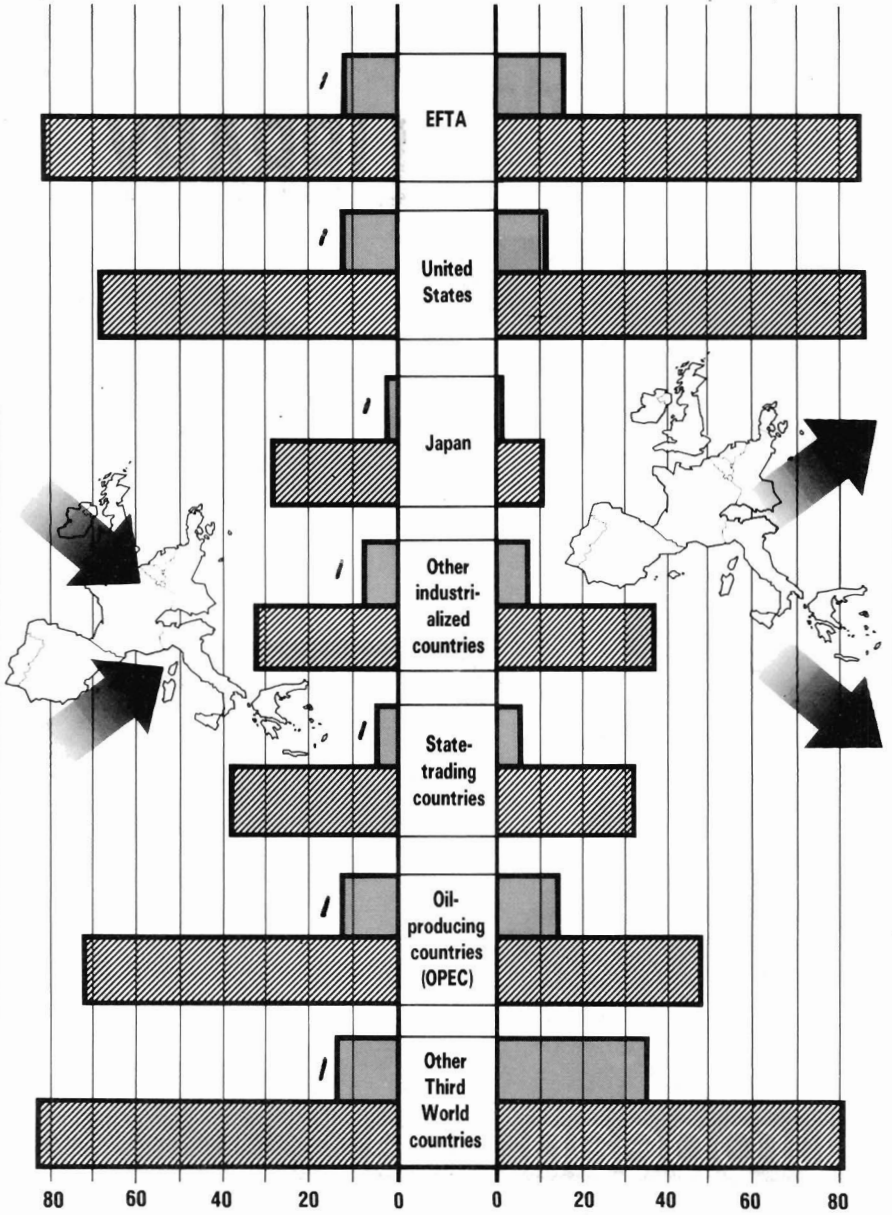 EFTA
United
States
Japan
Other
industri-
alized
countries
State-
trading
countries
Oil-
producing
countries
(OPEC)
Other
Third
World
countries
80 60 40 20 0 0 20 40 60 80